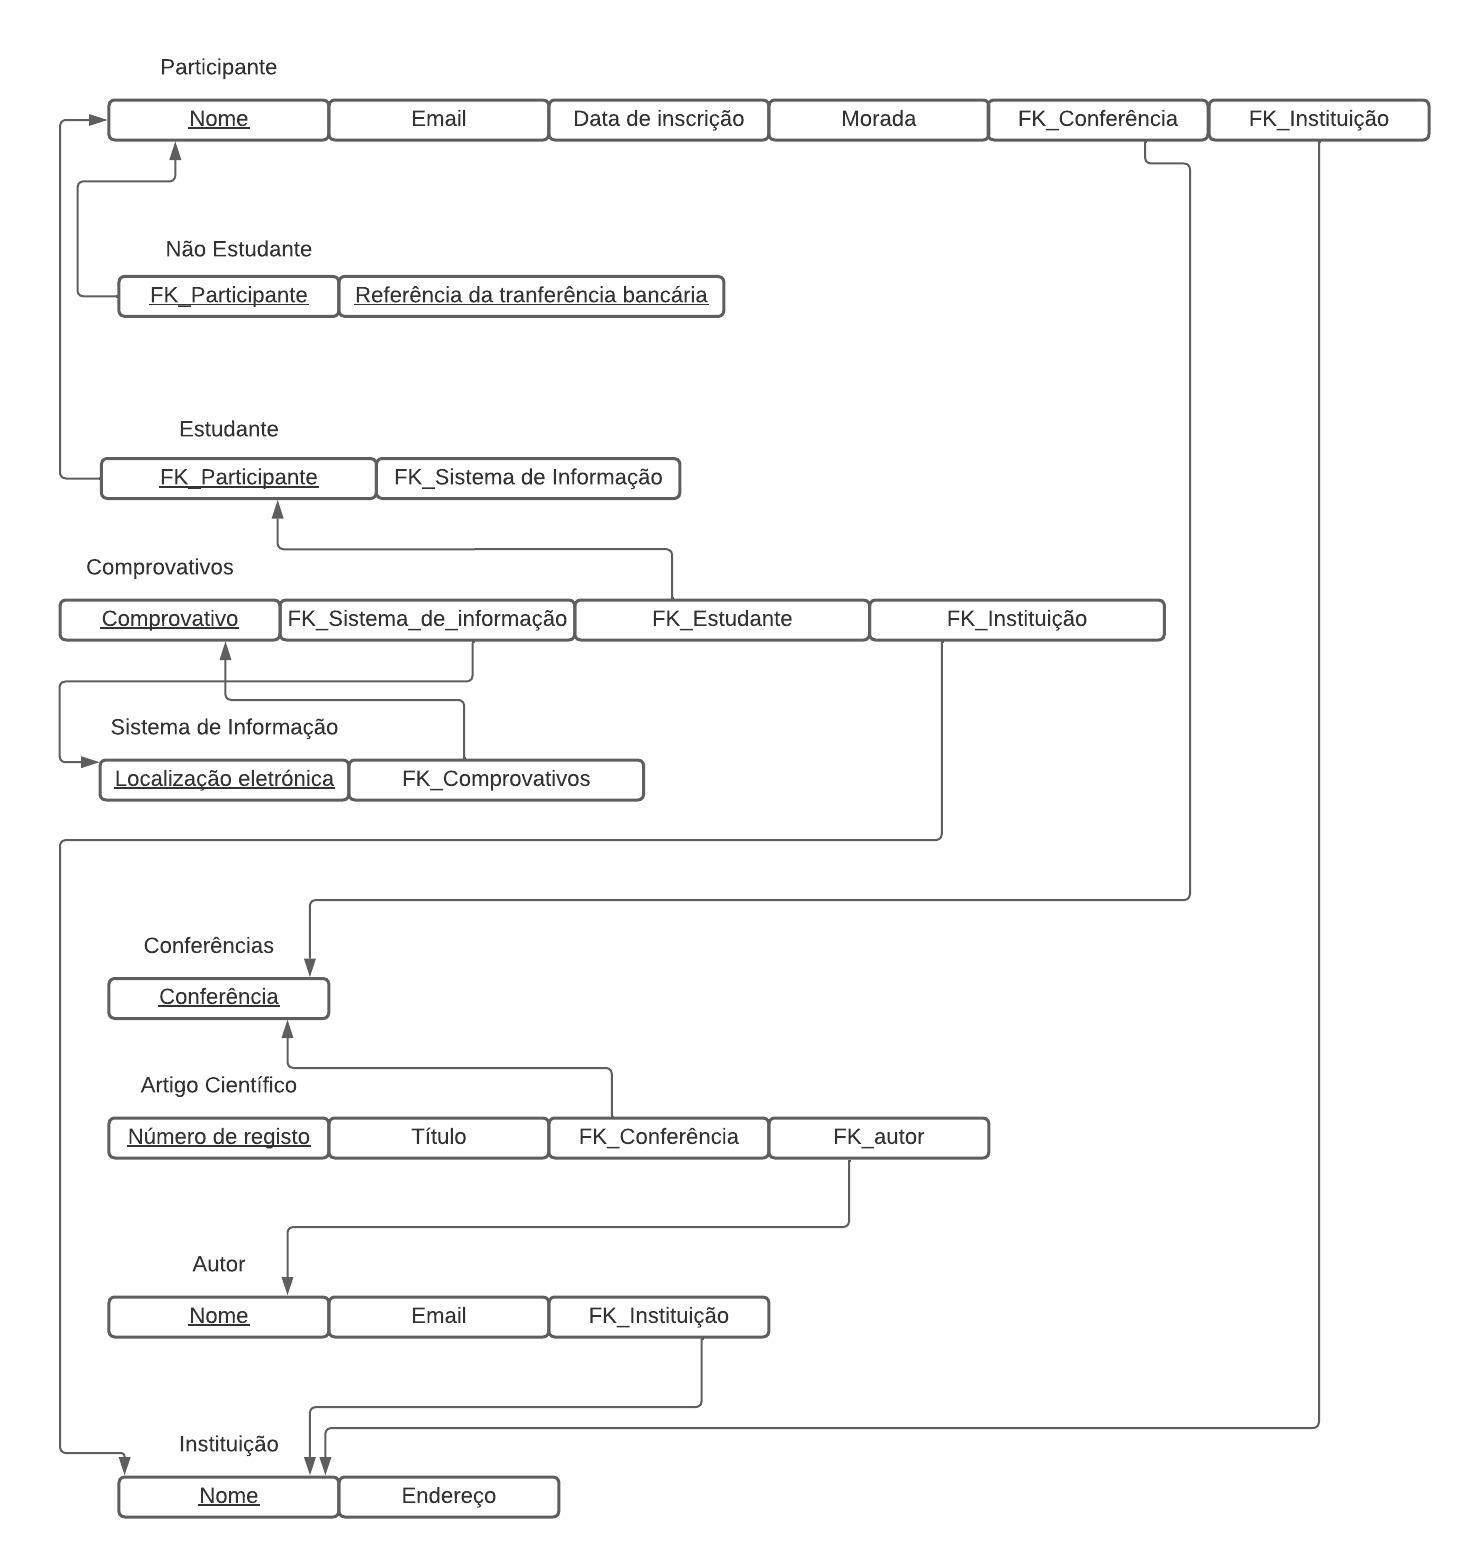 Participante
Nome Email Data de inscrição Morada FK_Conferência FK_Instituição
Não Estudante
FK_Participante Referência da tranferência bancária
Estudante
FK_Participante FK_Sistema de Informação
Comprovativos
Comprovativo FK_Sistema_de_informação FK_Estudante FK_Instituição
Sistema de Informação
Localização eletrónica FK_Comprovativos
Conferências
Conferência
Artigo Científico
Número de registo Título FK_Conferência FK_autor
Autor
Nome Email FK_Instituição
Instituição
Nome Endereço